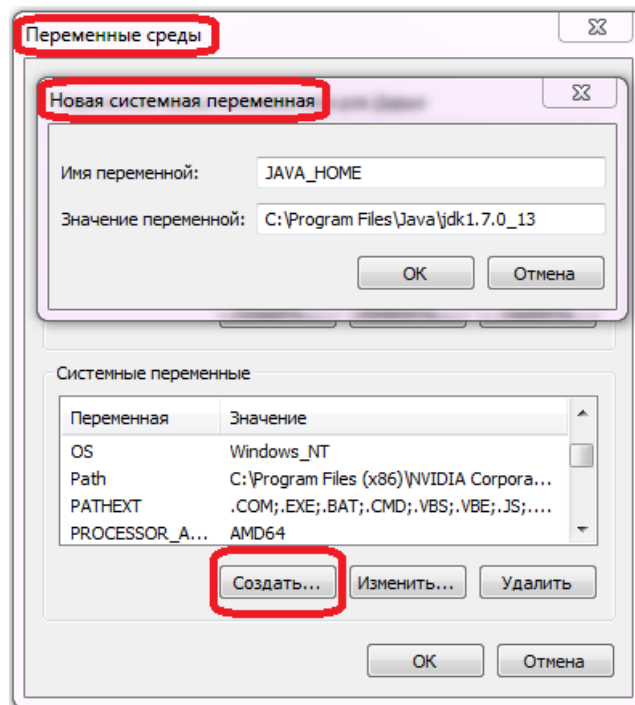 Переменные среды
Новая системная переменная
Имя переменной: JAVA_HOME
Значение переменной: C:\Program Files\Java\jdk1.7.0_13
OK Отмена
Системные переменные
Переменная Значение
OS Windows_NT
Path C:\Program Files (x86)\NVIDIA Corpora...
PATHEXT .COM;.EXE;.BAT;.CMD;.VBS;.VBE;.JS;....
PROCESSOR_A... AMD64
Создать... Изменить... Удалить
OK Отмена